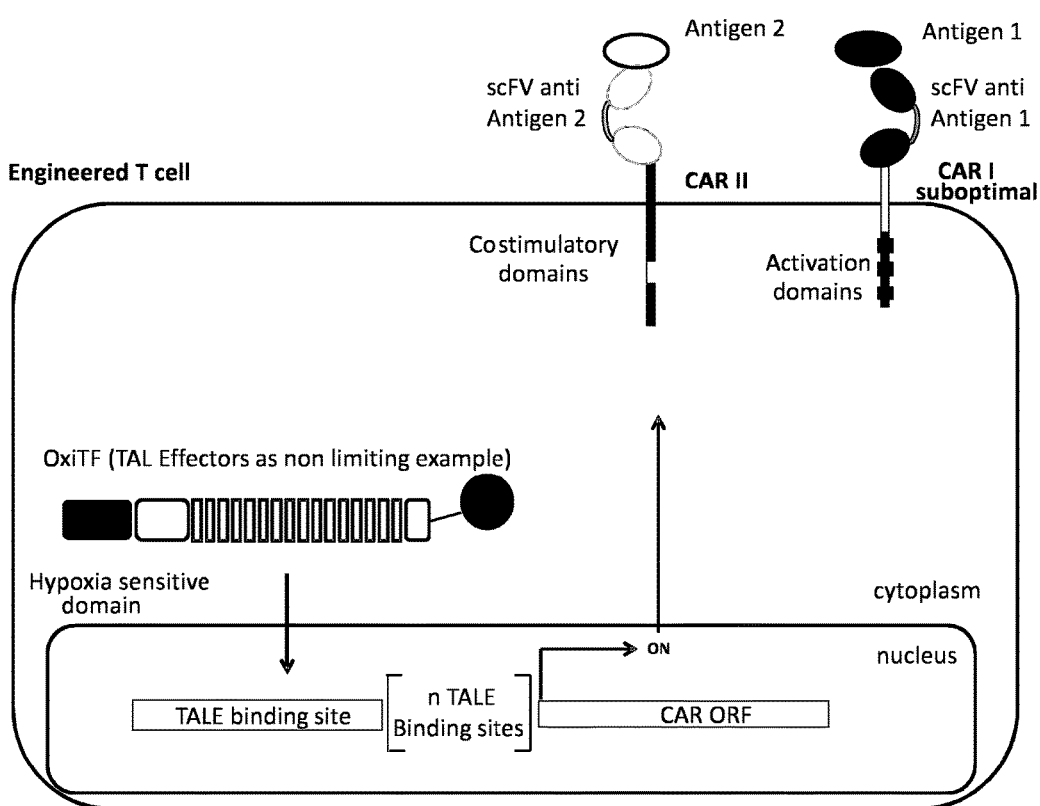 Antigen 2
Antigen 1
scFV anti
Antigen 2
scFV anti
Antigen 1
Engineered T cell
CAR II
CAR I
suboptimal
Costimulatory
domains
Activation
domains
OxiTF (TAL Effectors as non limiting example)
Hypoxia sensitive
domain
cytoplasm
nucleus
ON
TALE binding site
n TALE
Binding sites
CAR ORF